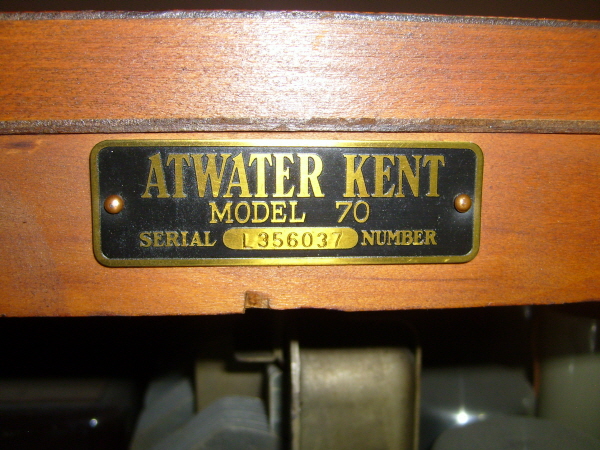 ATWATER KENT
MODEL 70
SERIAL L356037 NUMBER